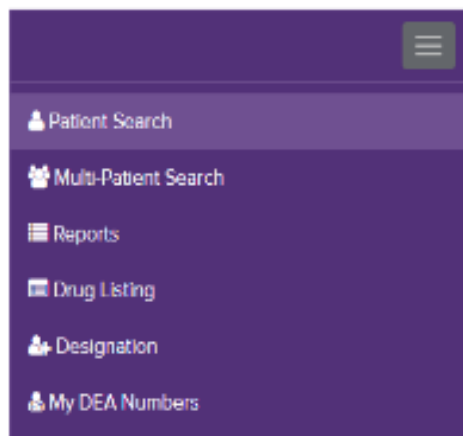 Patient Search
Multi-Patient Search
Reports
Drug Listing
Designation
My DEA Numbers